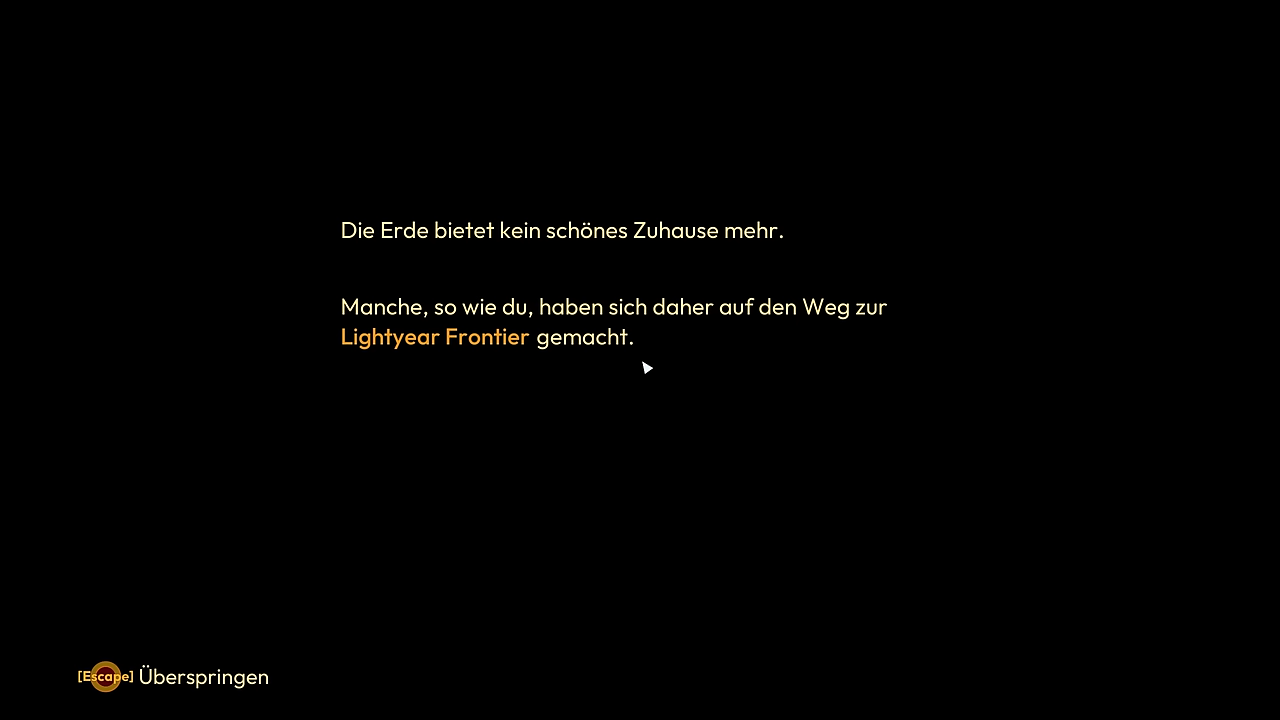 Die Erde bietet kein schönes Zuhause mehr.
Manche, so wie du, haben sich daher auf den Weg zur
Lightyear Frontier gemacht.
[Escape] Überspringen